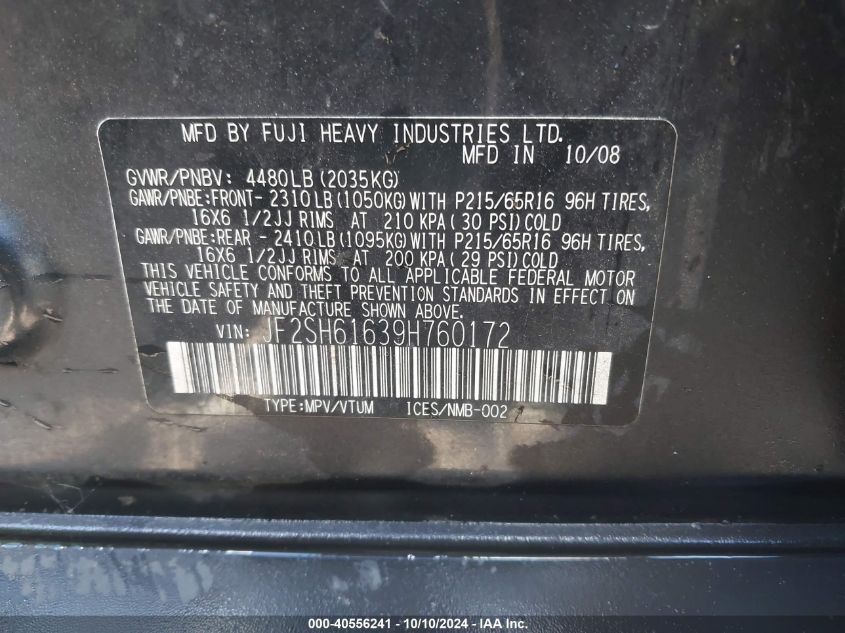 MFD BY FUJI HEAVY INDUSTRIES LTD.
MFD IN 10/08
GVWR/PNBV: 4480LB (2035KG)
GAWR/PNBE:FRONT- 2310LB(1050KG)WITH P215/65R16 96H TIRES,
16X6 1/2JJ RIMS AT 210 KPA( 30 PSI)COLD
GAWR/PNBE:REAR - 2410LB(1095KG)WITH P215/65R16 96H TIRES,
16X6 1/2JJ RIMS AT 200 KPA( 29 PSI)COLD
THIS VEHICLE CONFORMS TO ALL APPLICABLE FEDERAL MOTOR
VEHICLE SAFETY AND THEFT PREVENTION STANDARDS IN EFFECT ON
THE DATE OF MANUFACTURE SHOWN ABOVE.
VIN: JF2SH61639H760172
TYPE:MPV/VTUM ICES/NMB-002
000-40556241 - 10/10/2024 - IAA Inc.